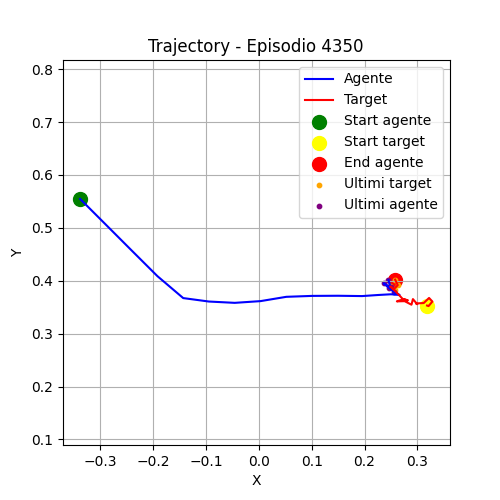 Trajectory - Episodio 4350
Agente
Target
Start agente
Start target
End agente
Ultimi target
Ultimi agente
0.8
0.7
0.6
0.5
0.4
0.3
0.2
0.1
Y
−0.3 −0.2 −0.1 0.0 0.1 0.2 0.3
X